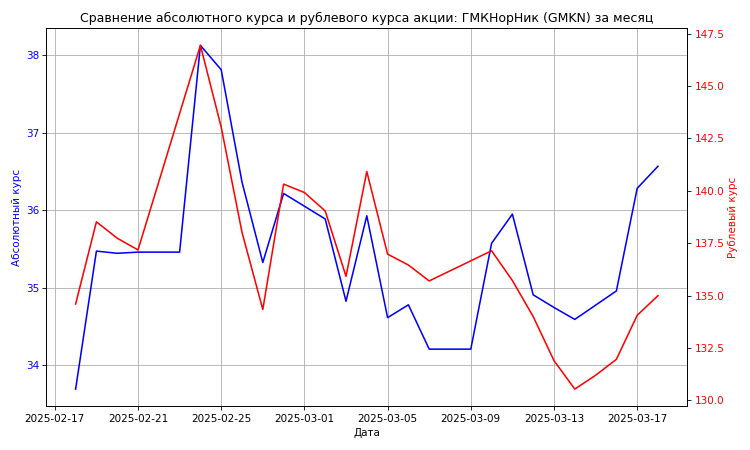 Сравнение абсолютного курса и рублевого курса акции: ГМКНорНик (GMKN) за месяц
147.5
38
145.0
142.5
37
140.0
Абсолютный курс
Рублевый курс
36
137.5
35
135.0
132.5
34
130.0
2025-02-17 2025-02-21 2025-02-25 2025-03-01 2025-03-05 2025-03-09 2025-03-13 2025-03-17
Дата